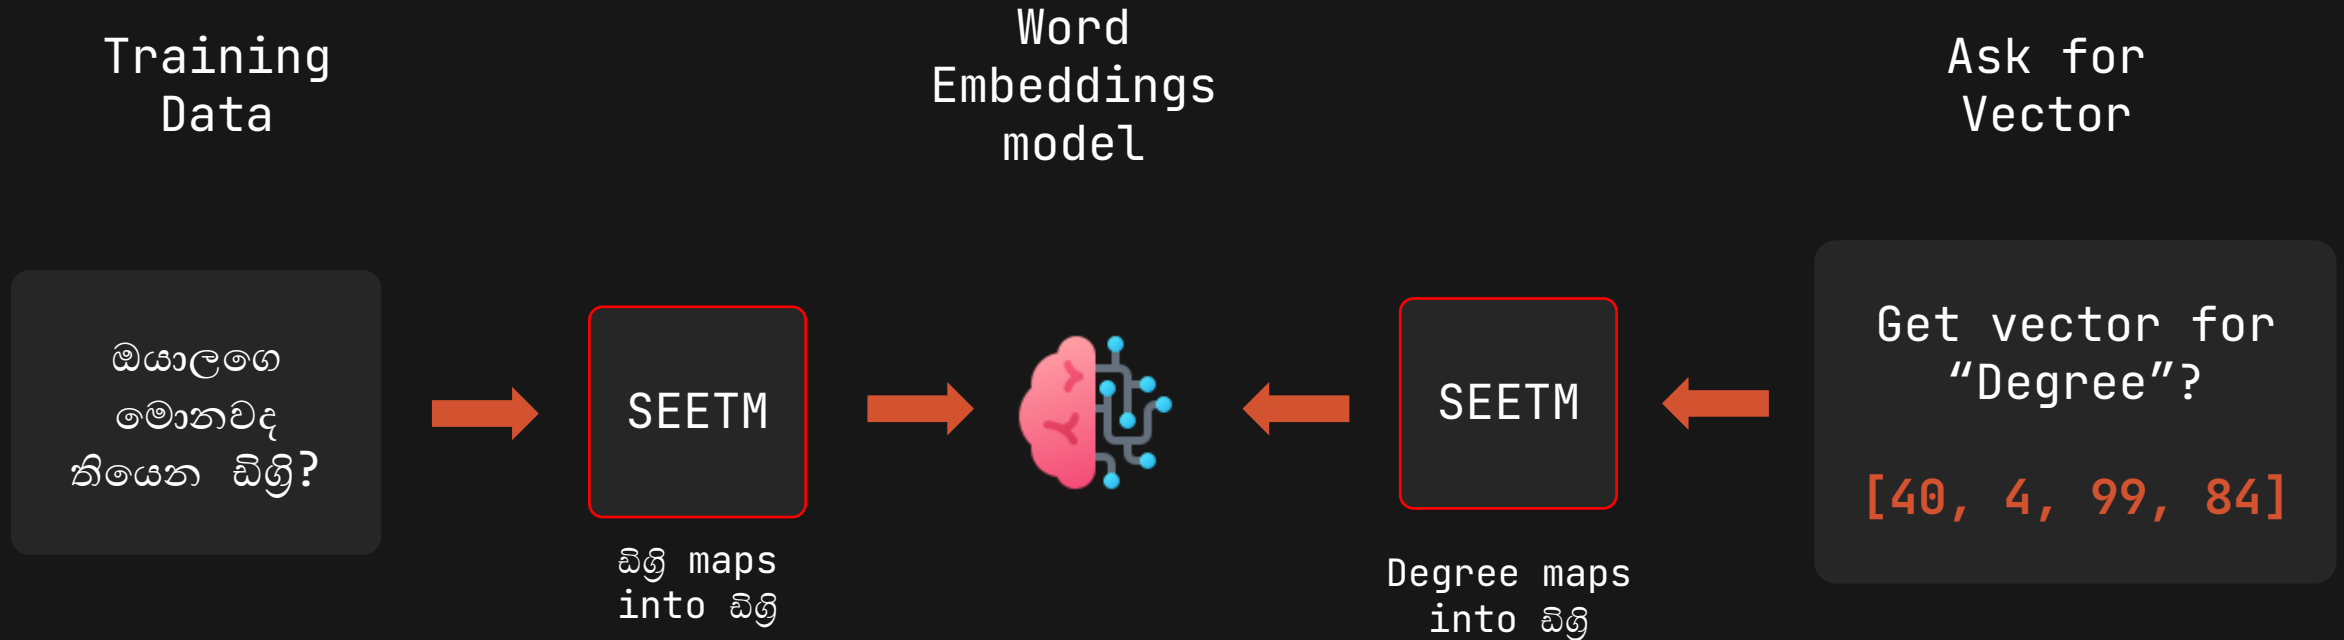 Training
Data
Word
Embeddings
model
Ask for
Vector
ඔයාලගෙ
මොනවද
තියෙන ඩිග්‍රි?
SEETM
ඩිග්‍රි maps
into ඩිග්‍රි
SEETM
Degree maps
into ඩිග්‍රි
Get vector for
“Degree”?
[40, 4, 99, 84]